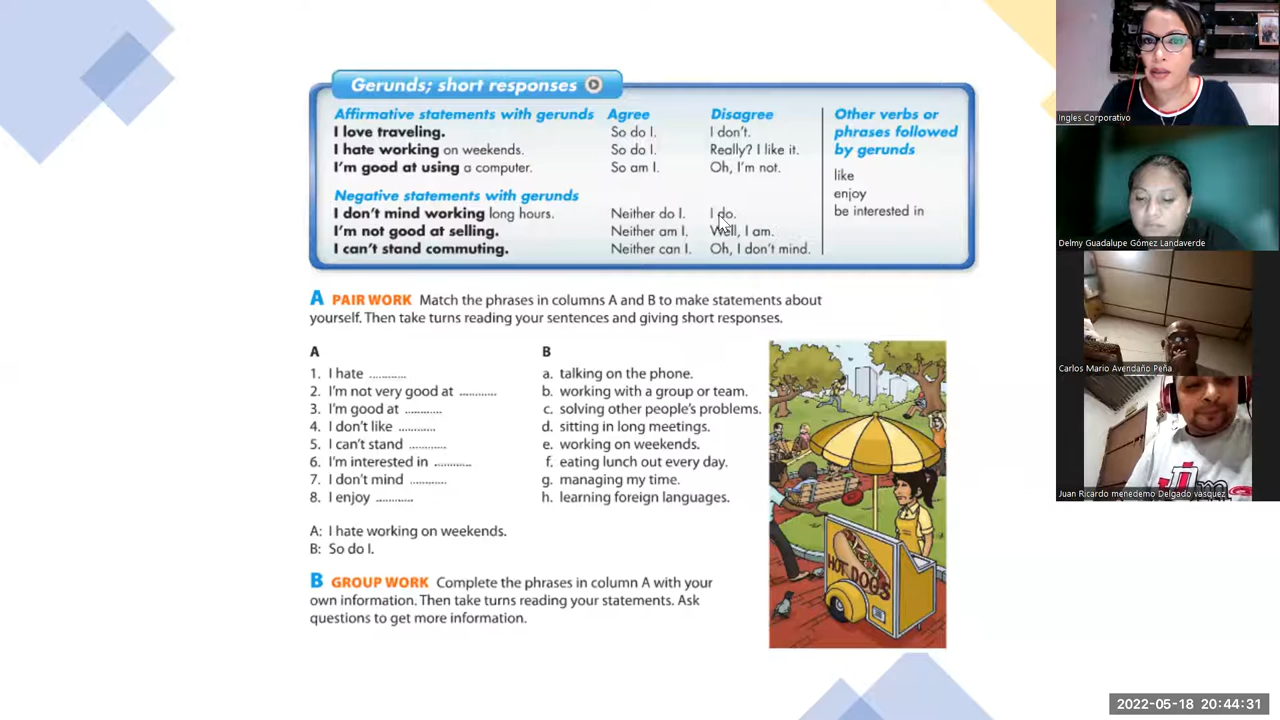 Gerunds; short responses
Affirmative statements with gerunds Agree Disagree
I love traveling. So do I. I don't.
I hate working on weekends. So do I. Really? I like it.
I'm good at using a computer. So am I. Oh, I'm not.
Negative statements with gerunds
I don't mind working long hours. Neither do I. I do.
I'm not good at selling. Neither am I. Well, I am.
I can't stand commuting. Neither can I. Oh, I don't mind.
Other verbs or
phrases followed
by gerunds
like
enjoy
be interested in
A PAIR WORK Match the phrases in columns A and B to make statements about
yourself. Then take turns reading your sentences and giving short responses.
A
1. I hate ............
2. I'm not very good at ............
3. I'm good at ............
4. I don't like ............
5. I can't stand ............
6. I'm interested in ............
7. I don't mind ............
8. I enjoy ............
B
a. talking on the phone.
b. working with a group or team.
c. solving other people's problems.
d. sitting in long meetings.
e. working on weekends.
f. eating lunch out every day.
g. managing my time.
h. learning foreign languages.
A: I hate working on weekends.
B: So do I.
B GROUP WORK Complete the phrases in column A with your
own information. Then take turns reading your statements. Ask
questions to get more information.
HOT DOGS
Ingles Corporativo
Delmy Guadalupe Gómez Landaverde
Carlos Mario Avendaño Peña
Juan Ricardo menedemo Delgado vasquez
2022-05-18 20:44:31